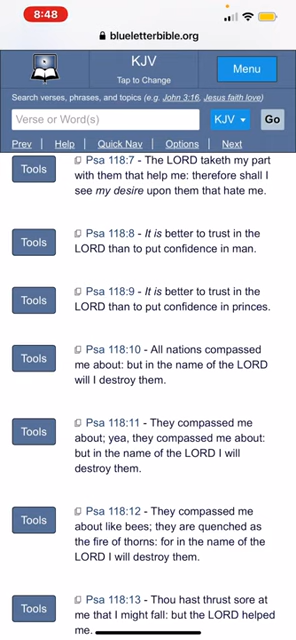 8:48
blueletterbible.org
KJV
Tap to Change
Menu
Search verses, phrases, and topics (e.g. John 3:16, Jesus faith love)
Verse or Word(s)
KJV
Go
Prev | Help | Quick Nav | Options | Next
Tools
Psa 118:7 - The LORD taketh my part
with them that help me: therefore shall I
see my desire upon them that hate me.
Tools
Psa 118:8 - It is better to trust in the
LORD than to put confidence in man.
Tools
Psa 118:9 - It is better to trust in the
LORD than to put confidence in princes.
Tools
Psa 118:10 - All nations compassed
me about: but in the name of the LORD
will I destroy them.
Tools
Psa 118:11 - They compassed me
about; yea, they compassed me about:
but in the name of the LORD I will
destroy them.
Tools
Psa 118:12 - They compassed me
about like bees; they are quenched as
the fire of thorns: for in the name of the
LORD I will destroy them.
Tools
Psa 118:13 - Thou hast thrust sore at
me that I might fall: but the LORD helped
me.